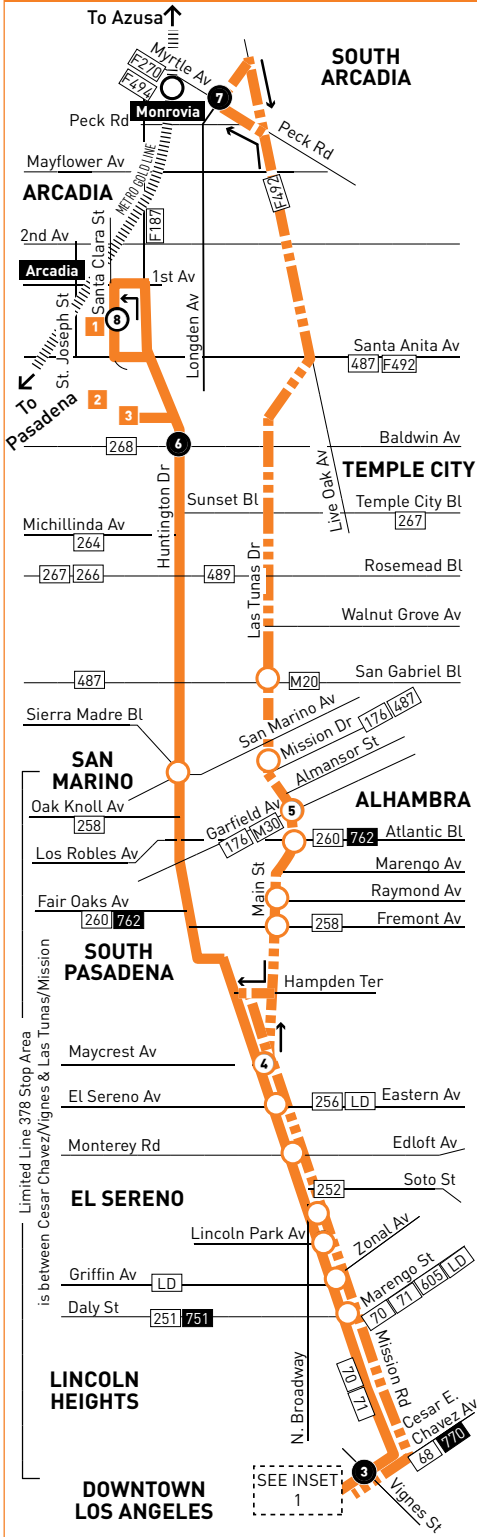 To Azusa
SOUTH
ARCADIA
Myrtle Av
F270
F494
7
Monrovia
Peck Rd
Peck Rd
Mayflower Av
METRO GOLD LINE
F492
ARCADIA
Santa Clara St
F187
2nd Av
Arcadia
1st Av
St. Joseph St
8
1
Longden Av
Santa Anita Av
487 F492
To
Pasadena
2
3
6
268
Baldwin Av
TEMPLE CITY
Live Oak Av
Huntington Dr
Sunset Bl
Temple City Bl
267
Michillinda Av
264
Las Tunas Dr
267 266
489
Rosemead Bl
Walnut Grove Av
487
M20
San Gabriel Bl
San Marino Av
Mission Dr
176 487
Sierra Madre Bl
SAN
MARINO
Almansor St
5
ALHAMBRA
Oak Knoll Av
258
Garfield Av
176 M30
260 762
Atlantic Bl
Los Robles Av
Marengo Av
Main St
Raymond Av
Fair Oaks Av
260 762
258
Fremont Av
SOUTH
PASADENA
Hampden Ter
Limited Line 378 Stop Area
is between Cesar Chavez/Vignes & Las Tunas/Mission
Maycrest Av
4
El Sereno Av
256 LD
Eastern Av
Monterey Rd
Edloft Av
252
Soto St
EL SERENO
Lincoln Park Av
Zonal Av
Griffin Av
LD
Marengo St
70 71 605 LD
Daly St
251 751
Mission Rd
70 71
LINCOLN
HEIGHTS
N. Broadway
Cesar E.
Chavez Av
68 770
3
SEE INSET
1
Vignes St
DOWNTOWN
LOS ANGELES